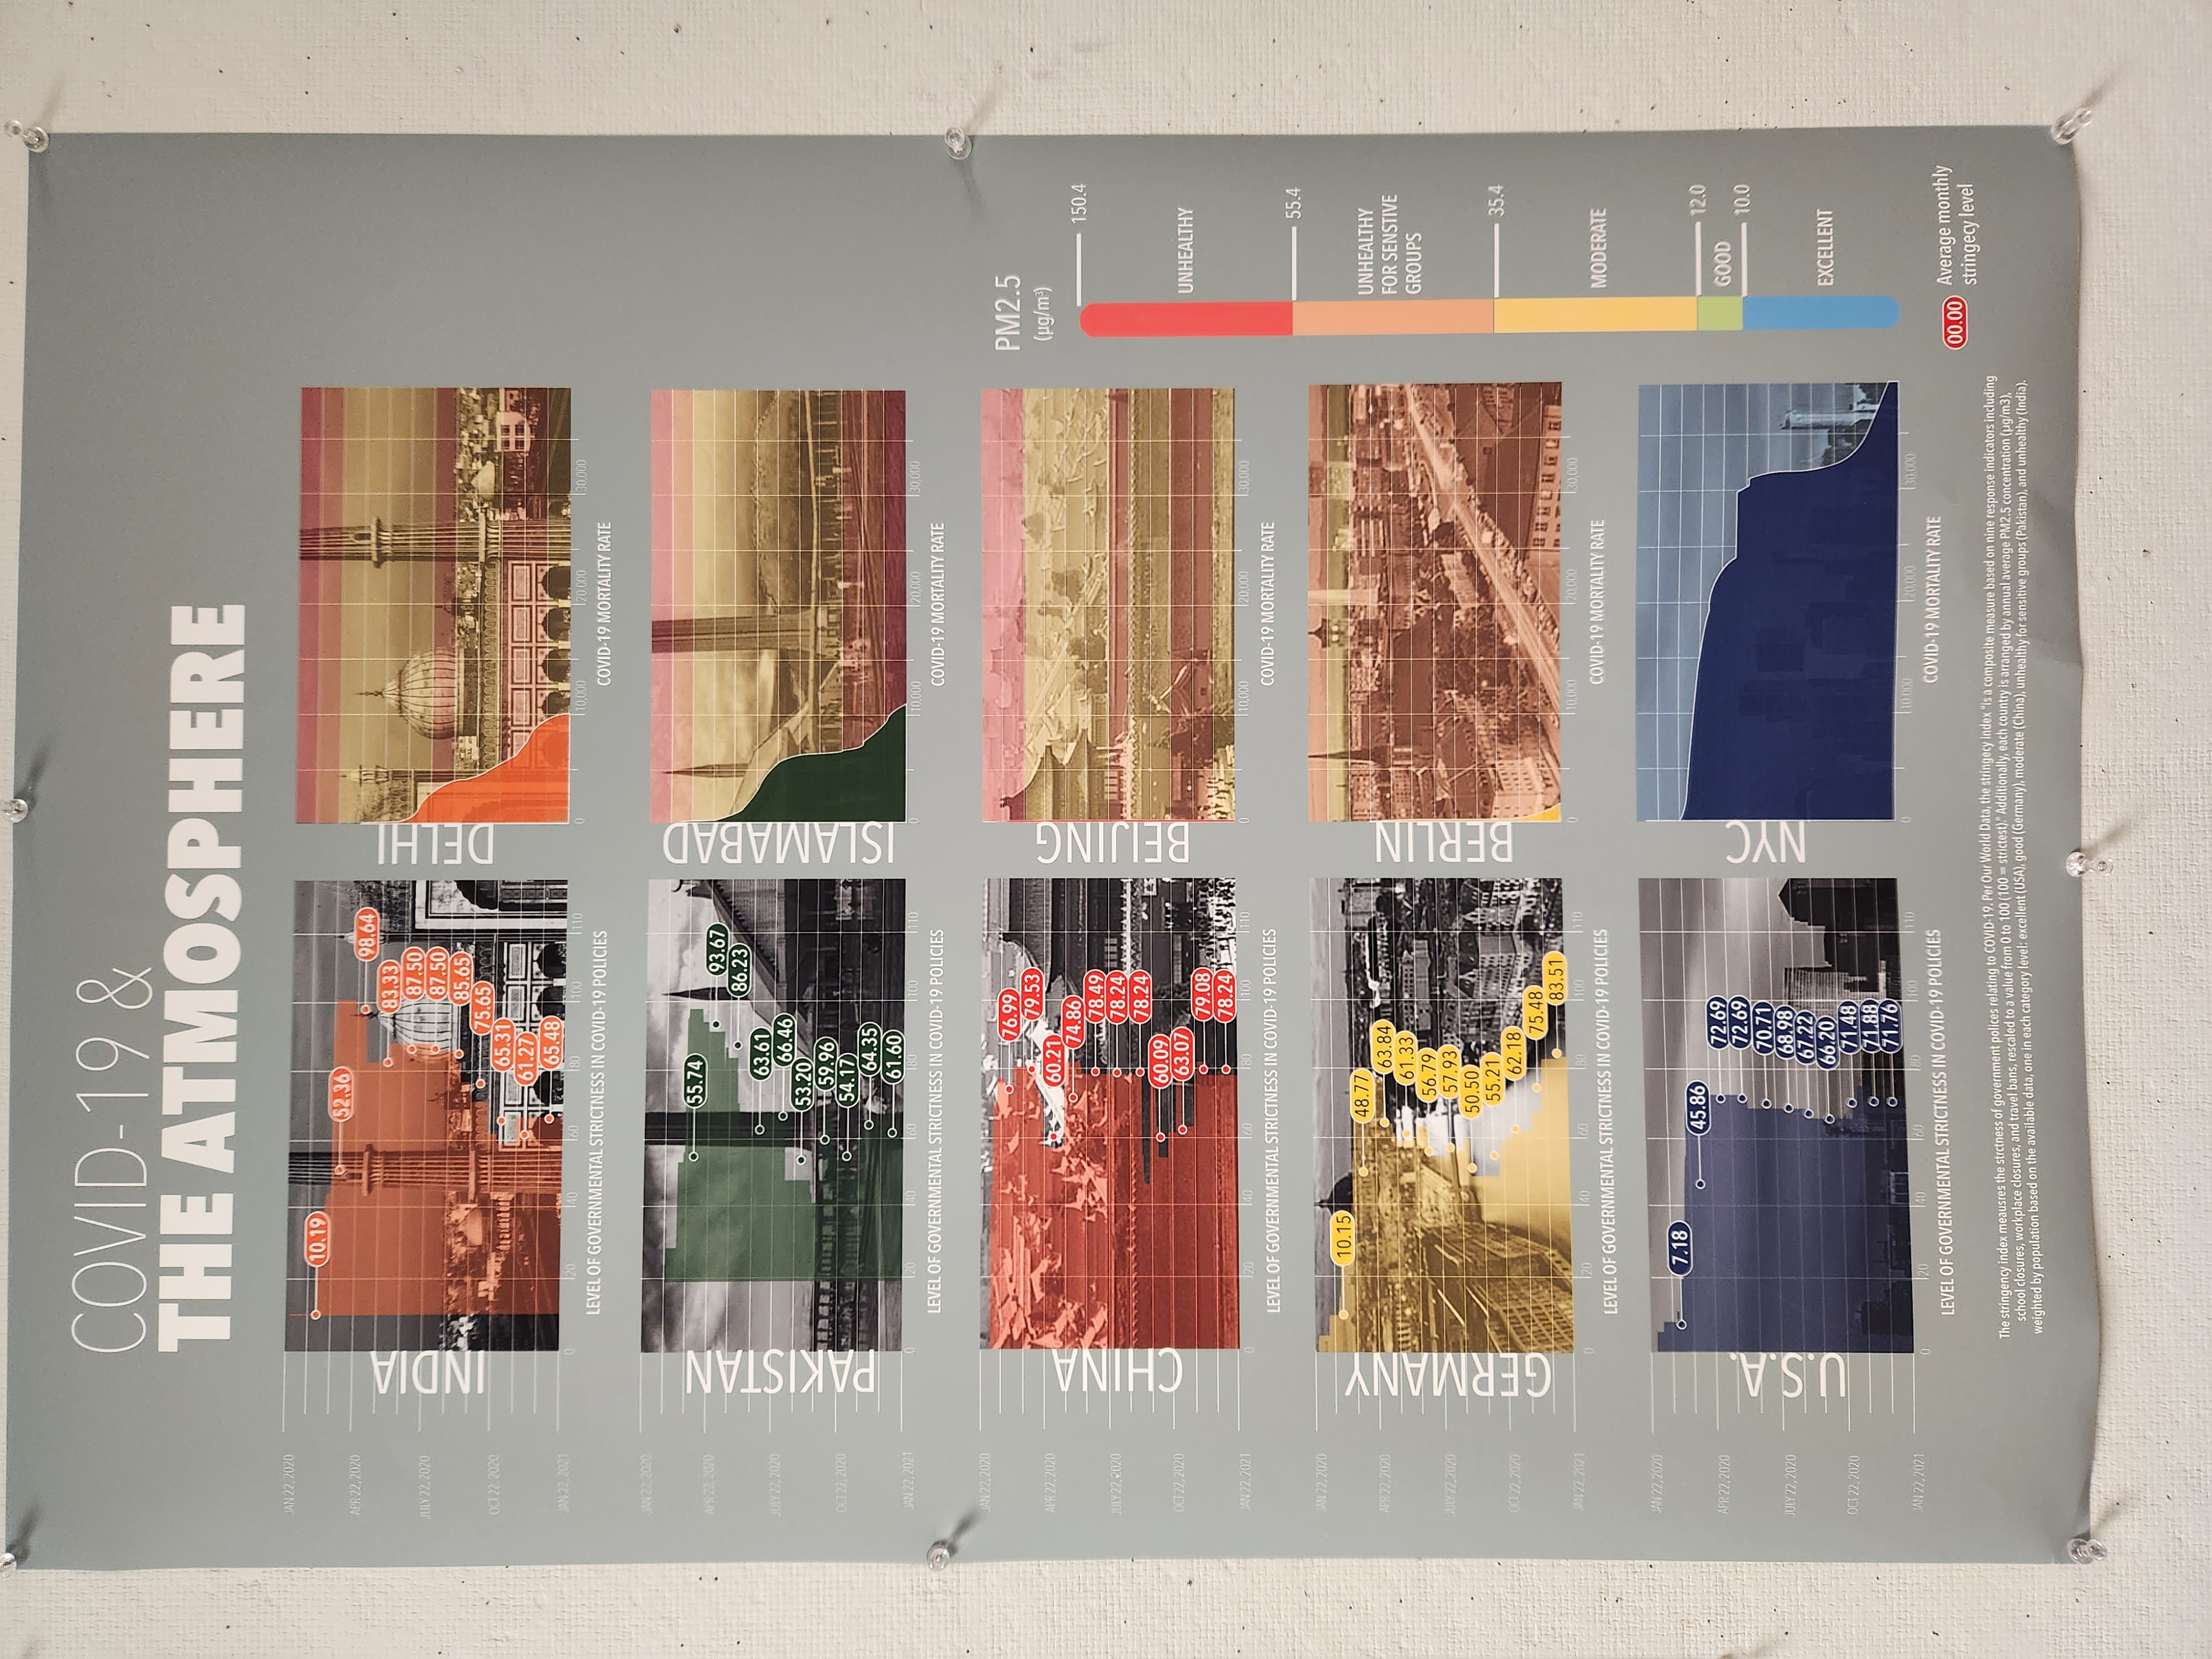 COVID-19 &
THE ATMOSPHERE
INDIA
JAN 22, 2020
APR 22, 2020
JULY 22, 2020
OCT 22, 2020
JAN 22, 2021
10.19
52.36
98.64
83.33
87.50
87.50
85.65
75.65
65.31
61.27
65.48
0 20 40 60 80 100 110
LEVEL OF GOVERNMENTAL STRICTNESS IN COVID-19 POLICIES
DELHI
0 10,000 20,000 30,000
COVID-19 MORTALITY RATE
PAKISTAN
JAN 22, 2020
APR 22, 2020
JULY 22, 2020
OCT 22, 2020
JAN 22, 2021
55.74
93.67
86.23
63.61
66.46
53.20
59.96
54.17
64.35
61.60
0 20 40 60 80 100 110
LEVEL OF GOVERNMENTAL STRICTNESS IN COVID-19 POLICIES
ISLAMABAD
0 10,000 20,000 30,000
COVID-19 MORTALITY RATE
CHINA
JAN 22, 2020
APR 22, 2020
JULY 22, 2020
OCT 22, 2020
JAN 22, 2021
76.99
79.53
60.21
74.86
78.49
78.24
78.24
60.09
63.07
79.08
78.24
0 20 40 60 80 100 110
LEVEL OF GOVERNMENTAL STRICTNESS IN COVID-19 POLICIES
BEIJING
0 10,000 20,000 30,000
COVID-19 MORTALITY RATE
GERMANY
JAN 22, 2020
APR 22, 2020
JULY 22, 2020
OCT 22, 2020
JAN 22, 2021
10.15
48.77
63.84
61.33
56.79
57.93
50.50
55.21
62.18
75.48
83.51
0 20 40 60 80 100 110
LEVEL OF GOVERNMENTAL STRICTNESS IN COVID-19 POLICIES
BERLIN
0 10,000 20,000 30,000
COVID-19 MORTALITY RATE
U.S.A.
JAN 22, 2020
APR 22, 2020
JULY 22, 2020
OCT 22, 2020
JAN 22, 2021
7.18
45.86
72.69
72.69
70.71
68.98
67.22
66.20
71.48
71.88
71.76
0 20 40 60 80 100 110
LEVEL OF GOVERNMENTAL STRICTNESS IN COVID-19 POLICIES
NYC
0 10,000 20,000 30,000
COVID-19 MORTALITY RATE
PM2.5
(µg/m³)
150.4
UNHEALTHY
55.4
UNHEALTHY
FOR SENSTIVE
GROUPS
35.4
MODERATE
12.0
GOOD
10.0
EXCELLENT
00.00 Average monthly
stringecy level
The stringency index meausres the strctness of government polices relating to COVID-19. Per Our World Data, the stringecy index "is a composite measure based on nine response indicators including
school closures, workplace closures, and travel bans, rescaled to a value from 0 to 100 (100 = strictest)." Additionally, each country is arranged by annual average PM2.5 concentration (µg/m3),
weighted by population based on the available data, one in each category level: excellent (USA), good (Germany), moderate (China), unhealthy for sensitive groups (Pakistan), and unhealthy (India).